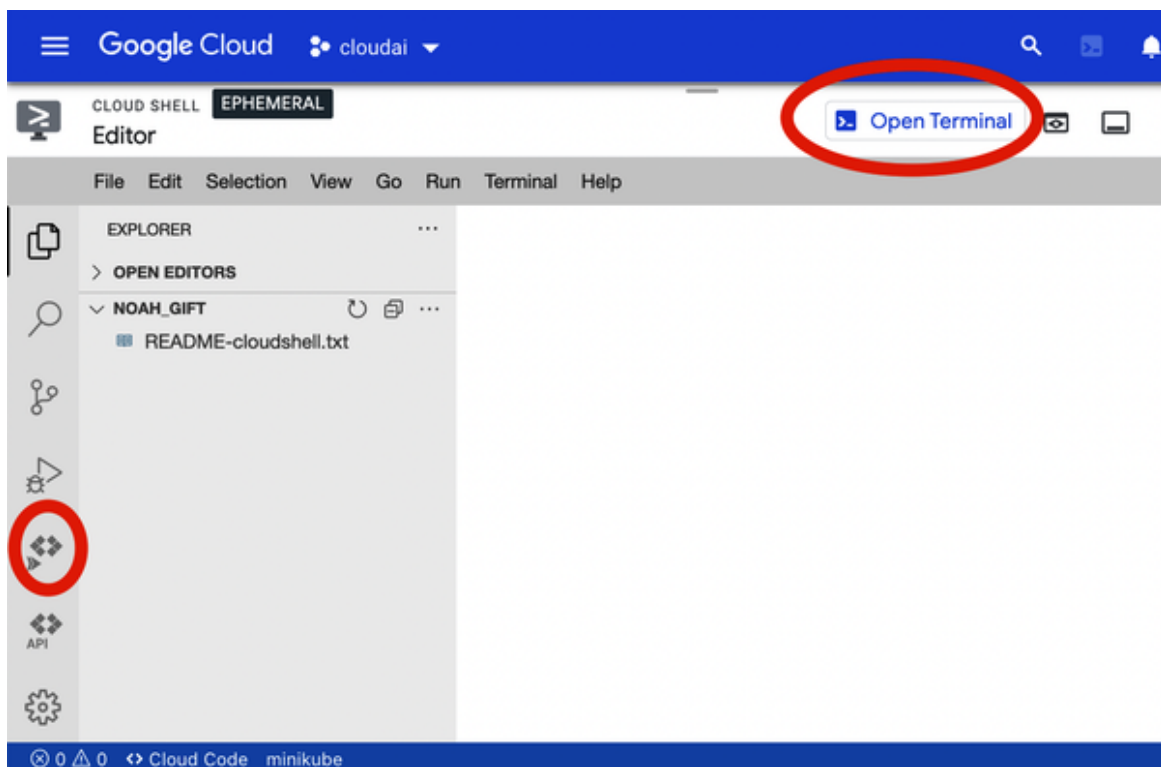 Google Cloud cloudai
CLOUD SHELL EPHEMERAL
Editor
Open Terminal
File Edit Selection View Go Run Terminal Help
EXPLORER
OPEN EDITORS
NOAH_GIFT
README-cloudshell.txt
API
0 0 Cloud Code minikube